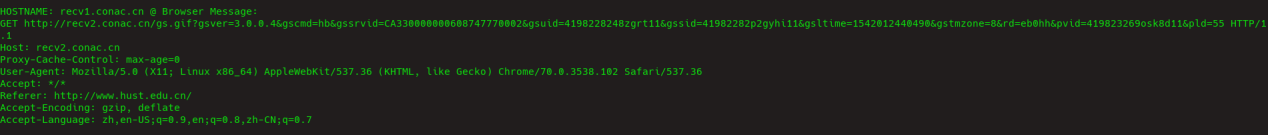 HOSTNAME: recv1.conac.cn @ Browser Message:
GET http://recv2.conac.cn/gs.gif?gsver=3.0.0.4&gscmd=hb&gssrvid=CA330000000608747770002&gsuid=4198228248zgrt11&gssid=41982282p2gyhi11&gsltime=1542012440490&gstmzone=8&rd=eb0hh&pvid=419823269osk8d11&pld=55 HTTP/1
.1
Host: recv2.conac.cn
Proxy-Cache-Control: max-age=0
User-Agent: Mozilla/5.0 (X11; Linux x86_64) AppleWebKit/537.36 (KHTML, like Gecko) Chrome/70.0.3538.102 Safari/537.36
Accept: */*
Referer: http://www.hust.edu.cn/
Accept-Encoding: gzip, deflate
Accept-Language: zh,en-US;q=0.9,en;q=0.8,zh-CN;q=0.7